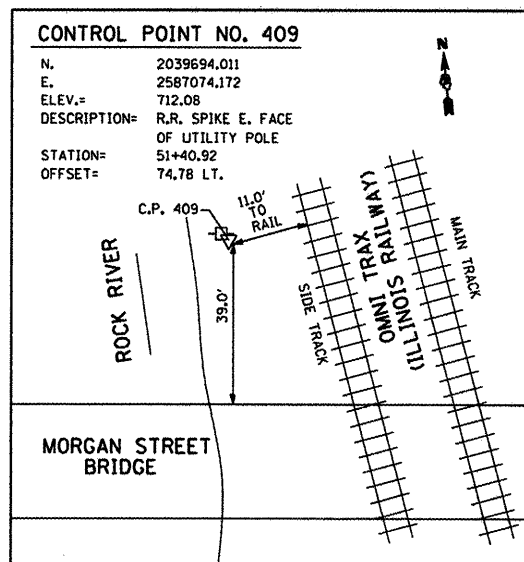 CONTROL POINT NO. 409
N. 2039694.011
E. 2587074.172
ELEV.= 712.08
DESCRIPTION= R.R. SPIKE E. FACE
OF UTILITY POLE
STATION= 51+40.92
OFFSET= 74.78 LT.
N
C.P. 409
11.0'
TO
RAIL
39.0'
ROCK RIVER
SIDE TRACK
OMNI TRAX
(ILLINOIS RAILWAY)
MAIN TRACK
MORGAN STREET
BRIDGE